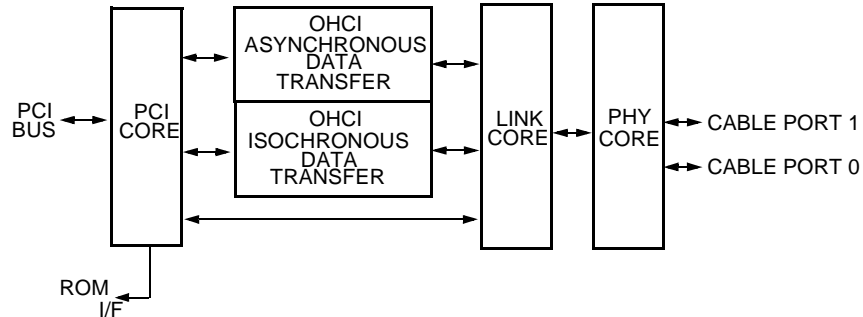 OHCI
ASYNCHRONOUS
DATA
TRANSFER
PCI
BUS
PCI
CORE
OHCI
ISOCHRONOUS
DATA
TRANSFER
LINK
CORE
PHY
CORE
CABLE PORT 1
CABLE PORT 0
ROM
I/F